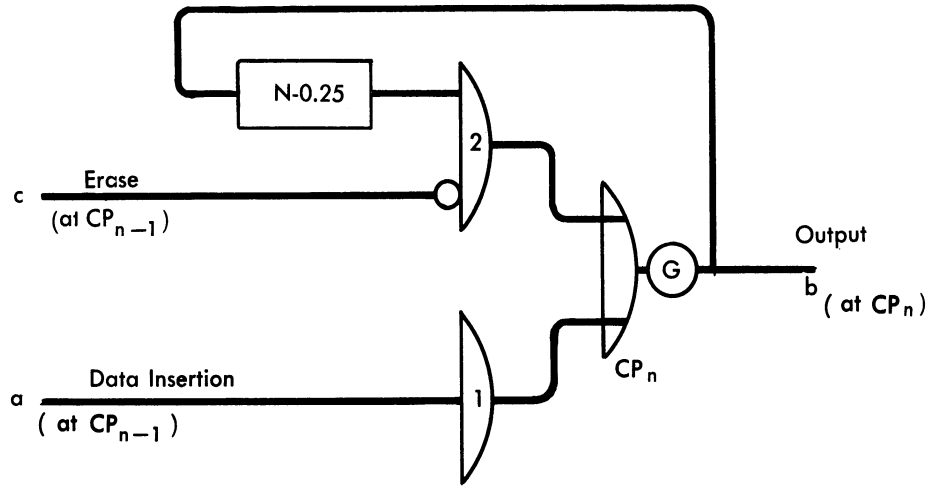 N-0.25
2
c
Erase
(at CPn-1)
G
Output
b
( at CPn)
CPn
a
Data Insertion
1
( at CPn-1)